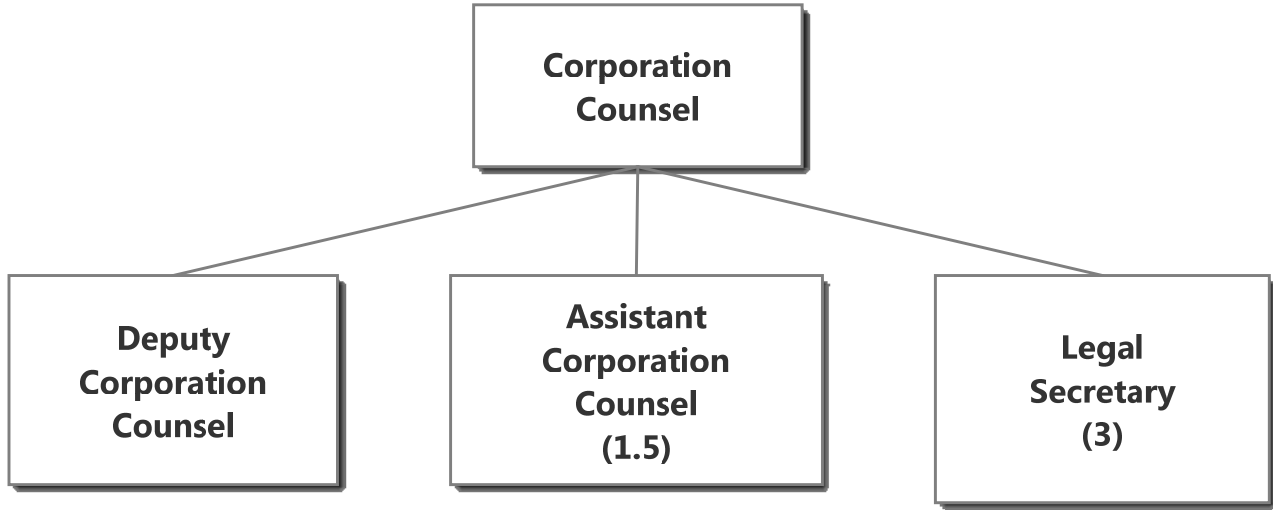 Corporation
Counsel
Deputy
Corporation
Counsel
Assistant
Corporation
Counsel
(1.5)
Legal
Secretary
(3)